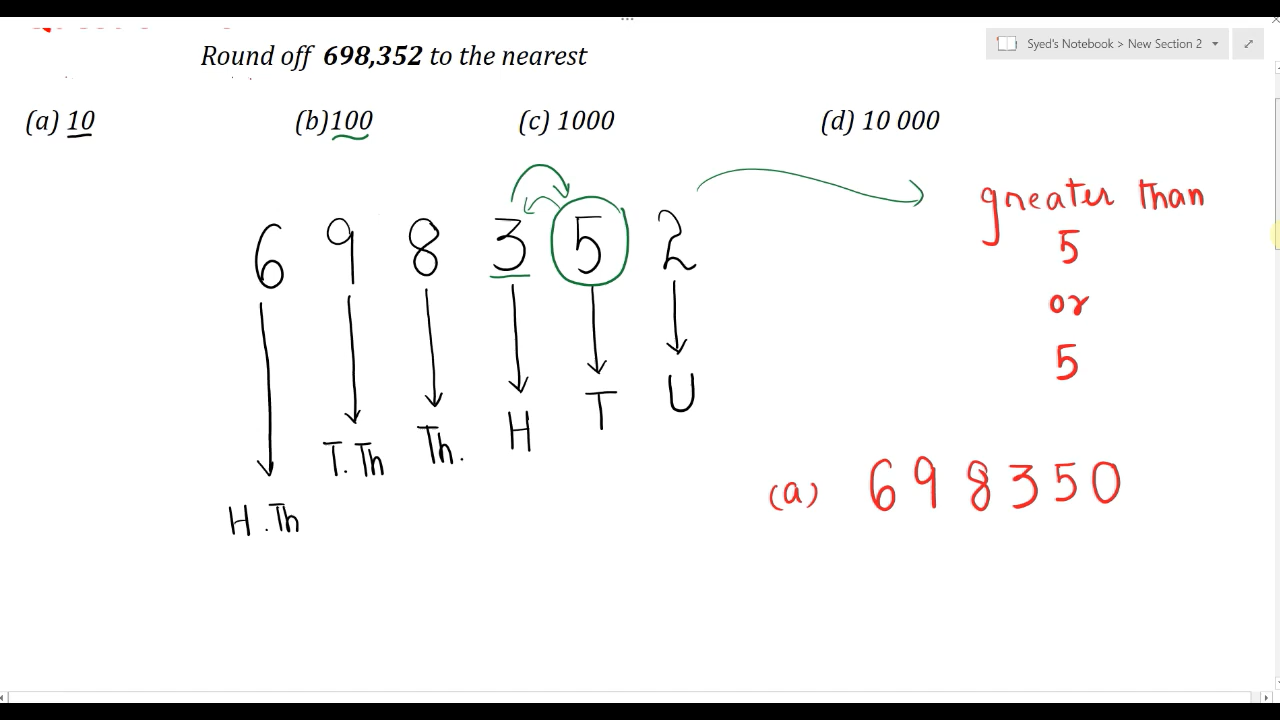 Syed's Notebook > New Section 2
Round off 698,352 to the nearest
(a) 10 (b)100 (c) 1000 (d) 10 000
greater than
5
or
5
6 9 8 3 5 2
H.Th T.Th Th. H T U
(a) 698350